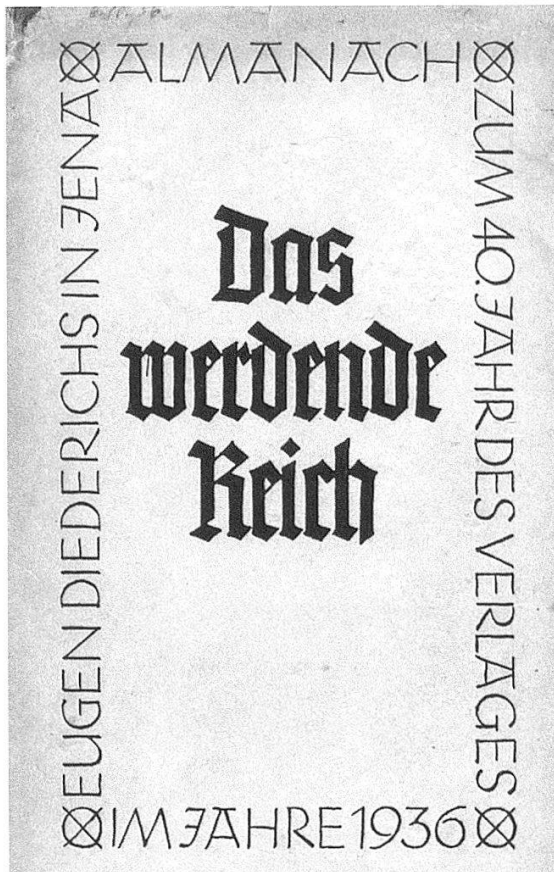 ALMANACH
ZUM 40. JAHR DES VERLAGES
EUGEN DIEDERICHS IN JENA
IM JAHRE 1936
Das
werdende
Reich